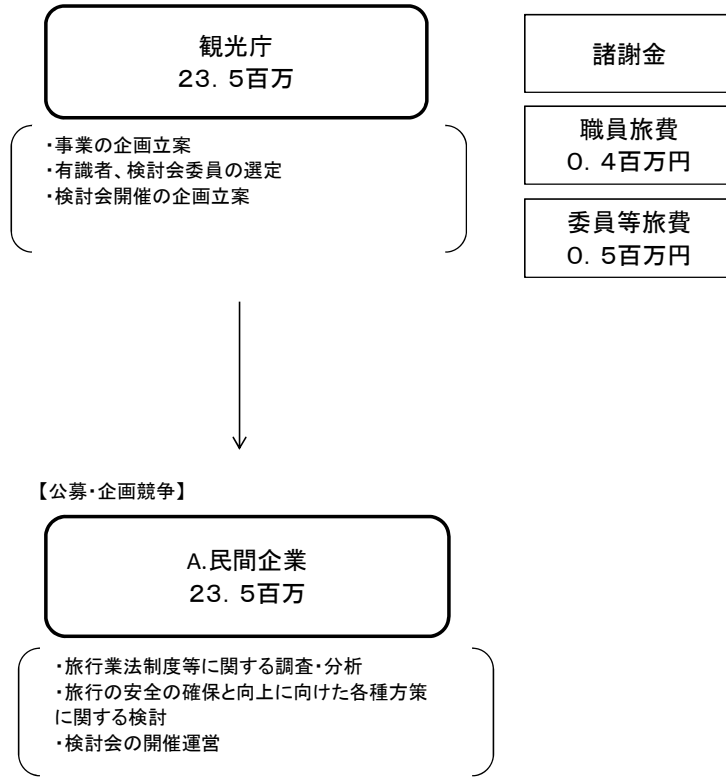 観光庁
２３．５百万
諸謝金
職員旅費
０．４百万円
委員等旅費
０．５百万円
・事業の企画立案
・有識者、検討会委員の選定
・検討会開催の企画立案
【公募・企画競争】
A.民間企業
２３．５百万
・旅行業法制度等に関する調査・分析
・旅行の安全の確保と向上に向けた各種方策
に関する検討
・検討会の開催運営